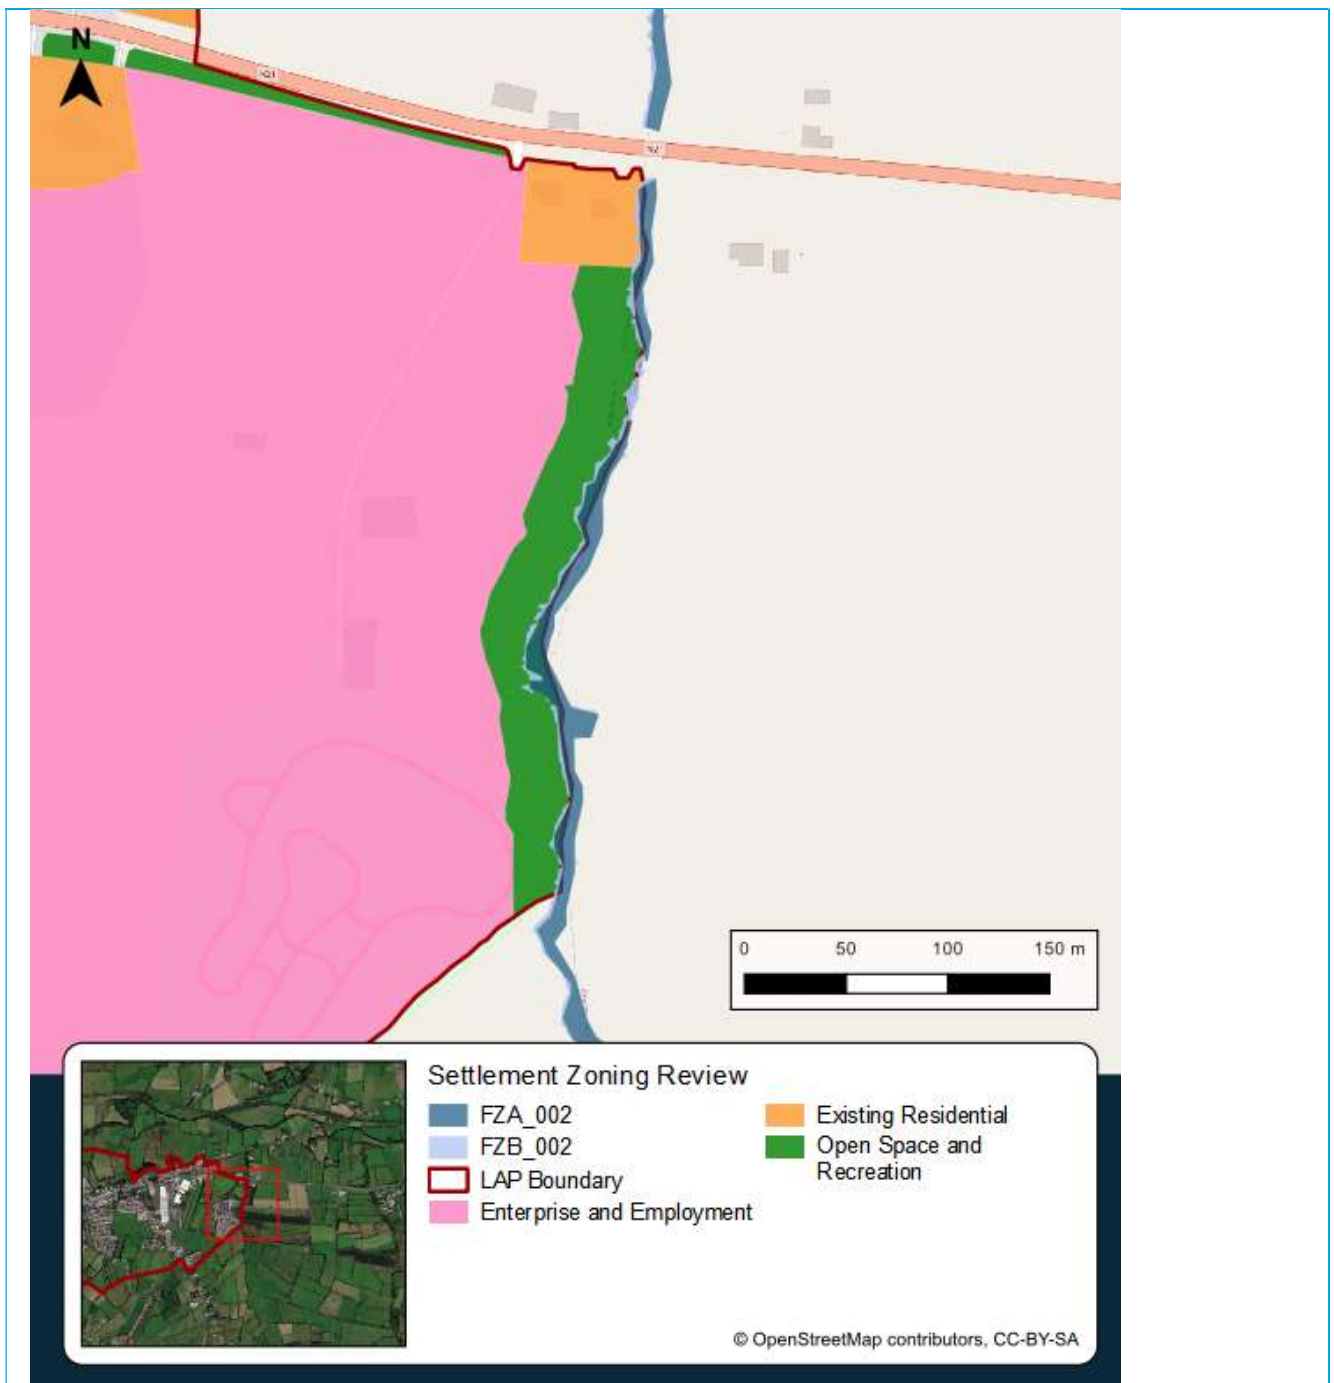 N
N21
0 50 100 150 m
Settlement Zoning Review
FZA_002
FZB_002
LAP Boundary
Enterprise and Employment
Existing Residential
Open Space and
Recreation
© OpenStreetMap contributors, CC-BY-SA